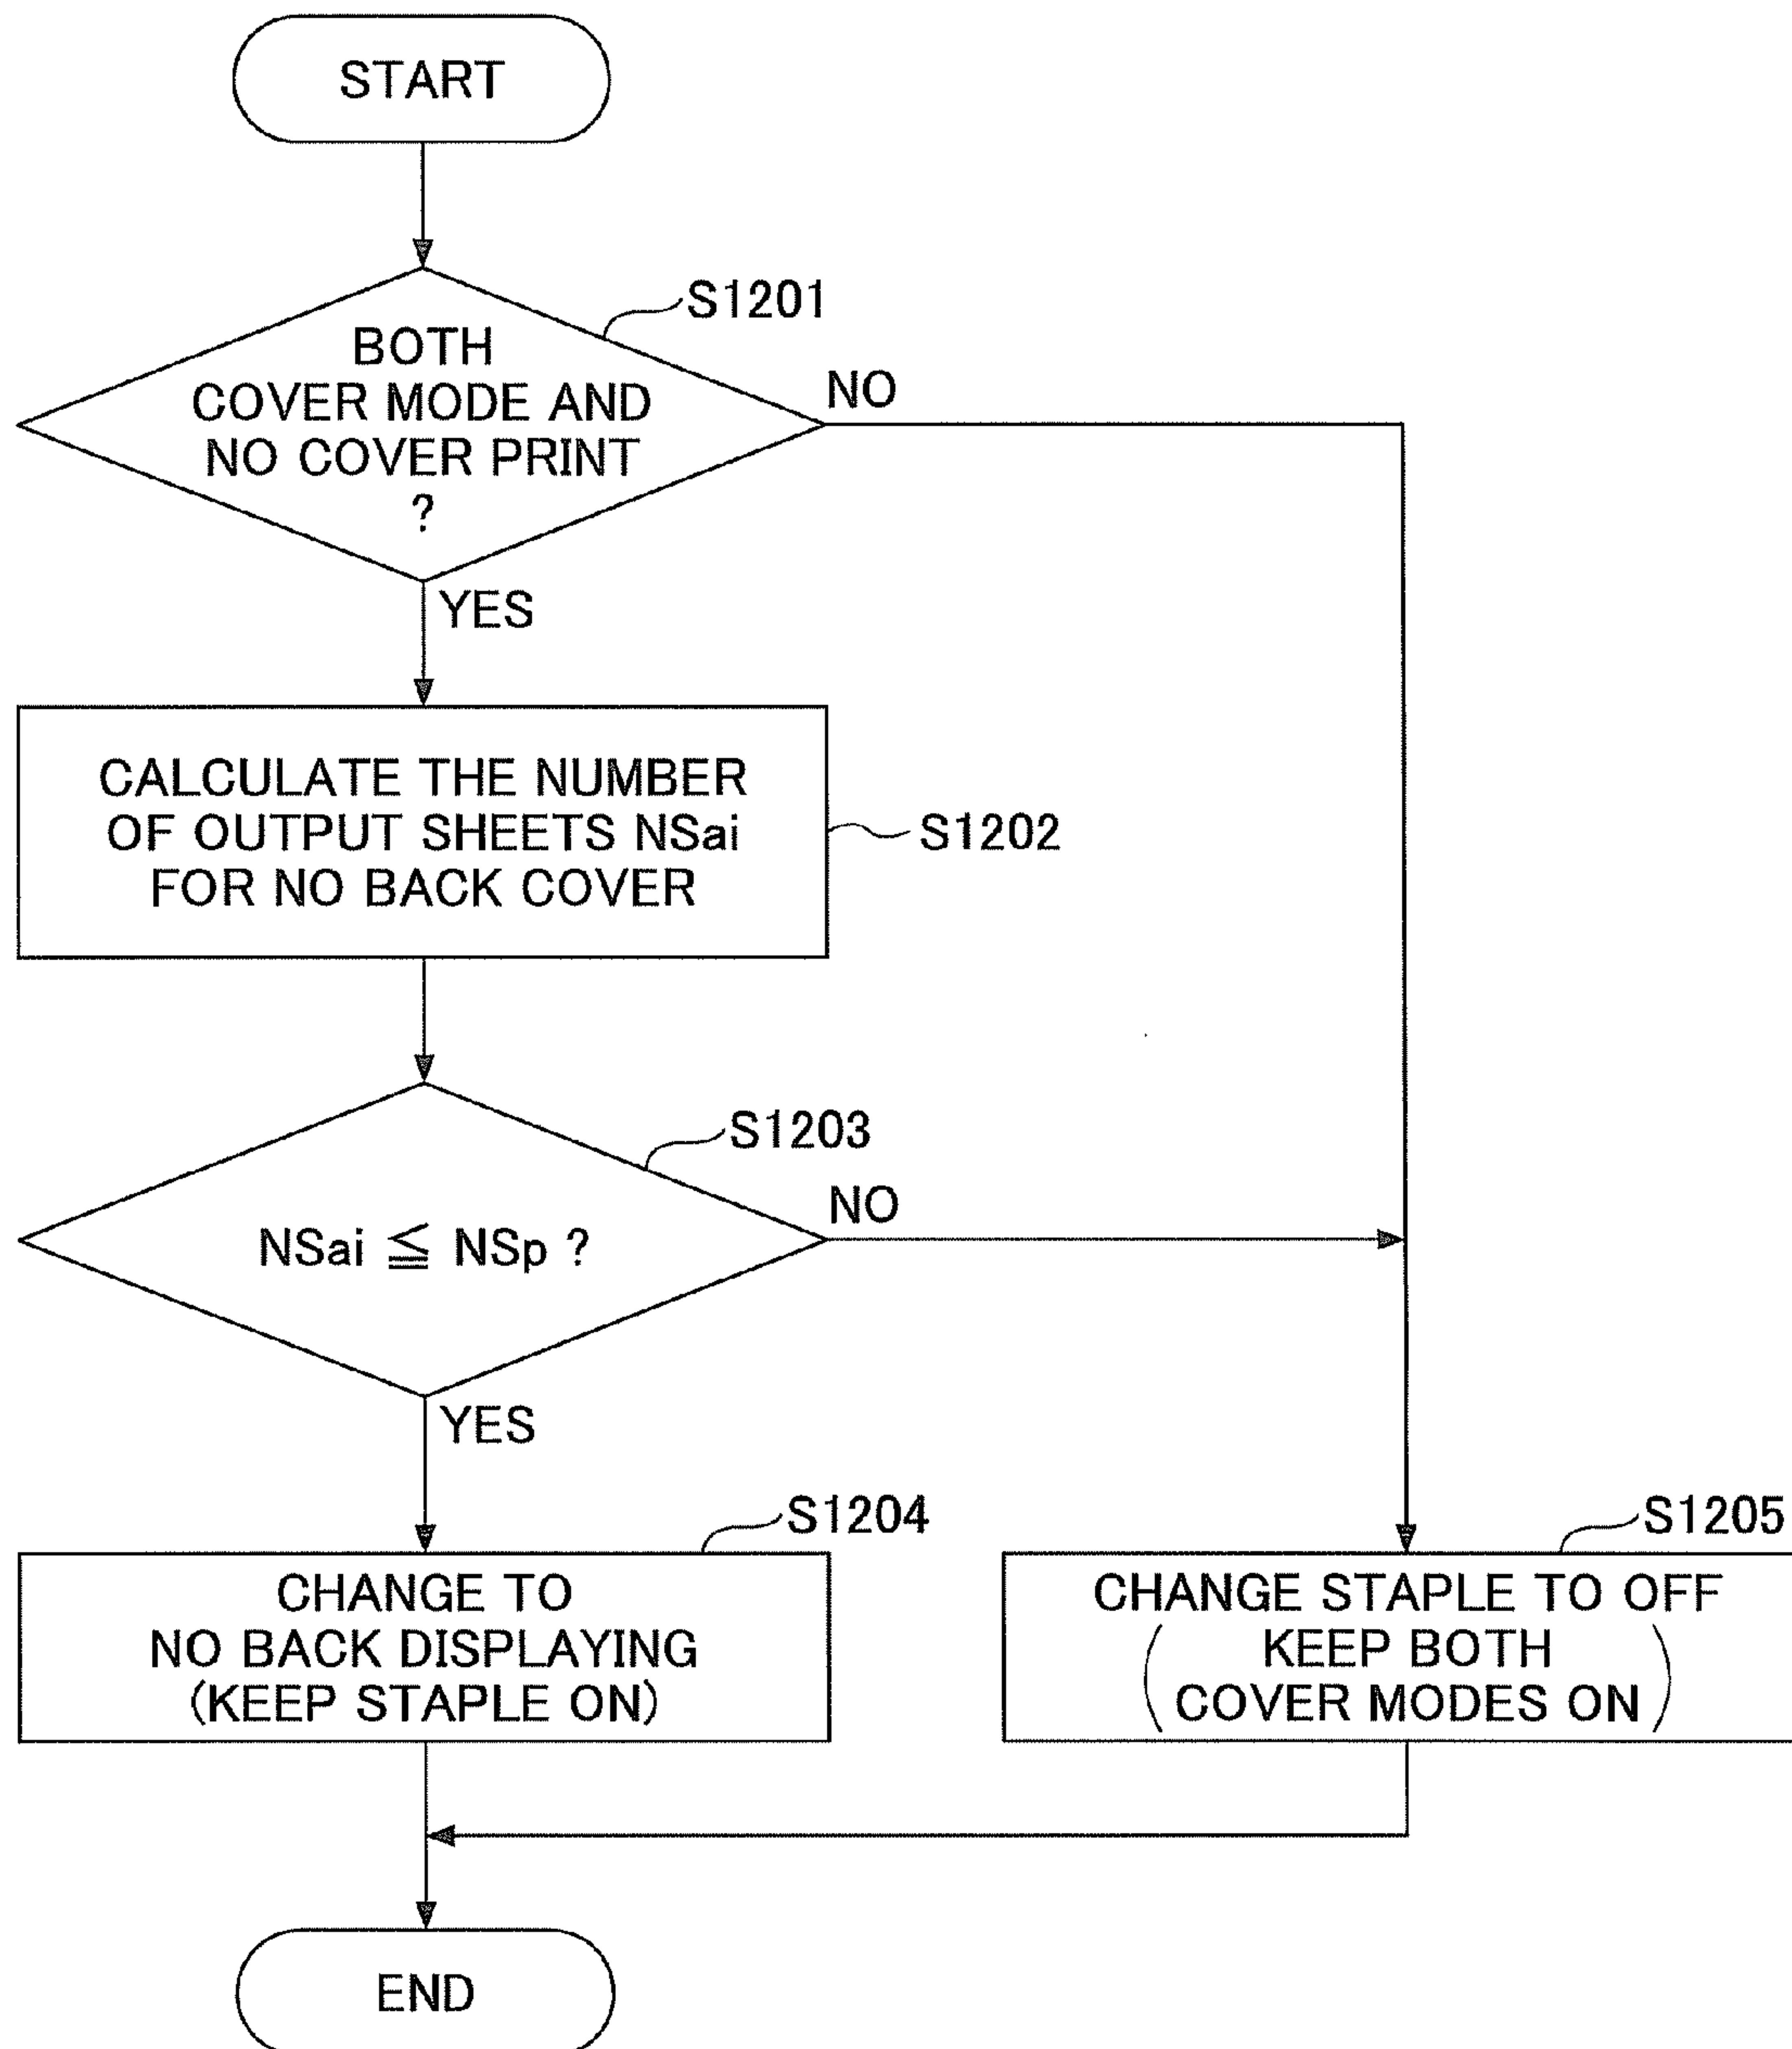 START
S1201
BOTH
COVER MODE AND
NO COVER PRINT
?
NO
YES
CALCULATE THE NUMBER
OF OUTPUT SHEETS NSai
FOR NO BACK COVER
S1202
S1203
NSai ≦ NSp ?
NO
YES
S1204
CHANGE TO
NO BACK DISPLAYING
(KEEP STAPLE ON)
S1205
CHANGE STAPLE TO OFF
(KEEP BOTH
COVER MODES ON)
END